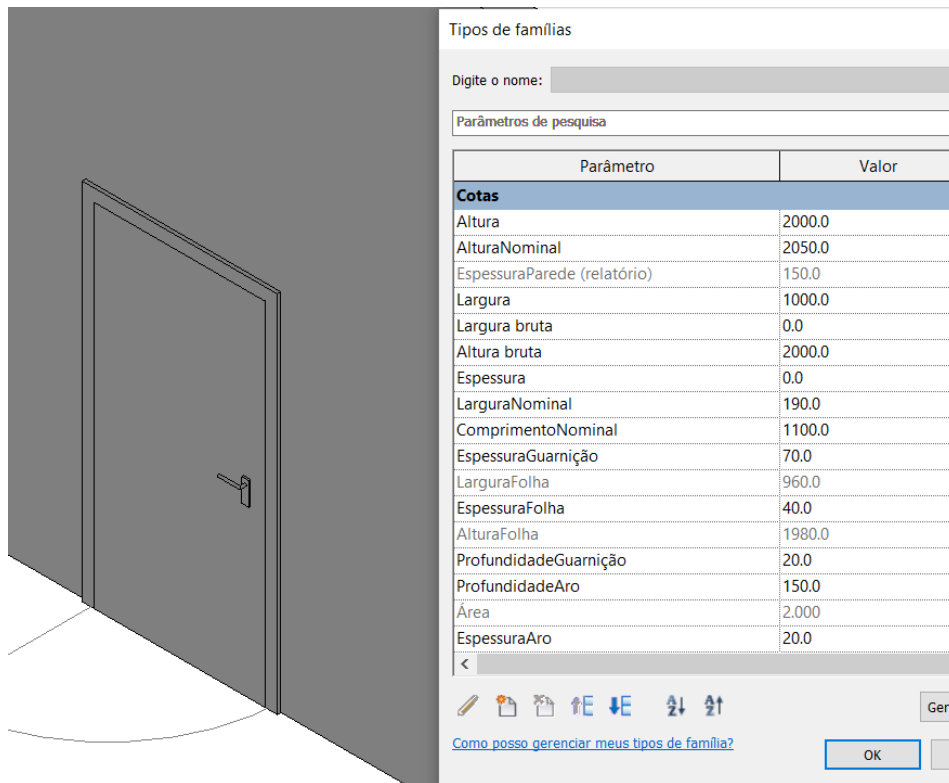 Tipos de famílias
Digite o nome:
Parâmetros de pesquisa
Parâmetro Valor
Cotas
Altura 2000.0
AlturaNominal 2050.0
EspessuraParede (relatório) 150.0
Largura 1000.0
Largura bruta 0.0
Altura bruta 2000.0
Espessura 0.0
LarguraNominal 190.0
ComprimentoNominal 1100.0
EspessuraGuarnição 70.0
LarguraFolha 960.0
EspessuraFolha 40.0
AlturaFolha 1980.0
ProfundidadeGuarnição 20.0
ProfundidadeAro 150.0
Área 2.000
EspessuraAro 20.0
Ger
Como posso gerenciar meus tipos de família?
OK